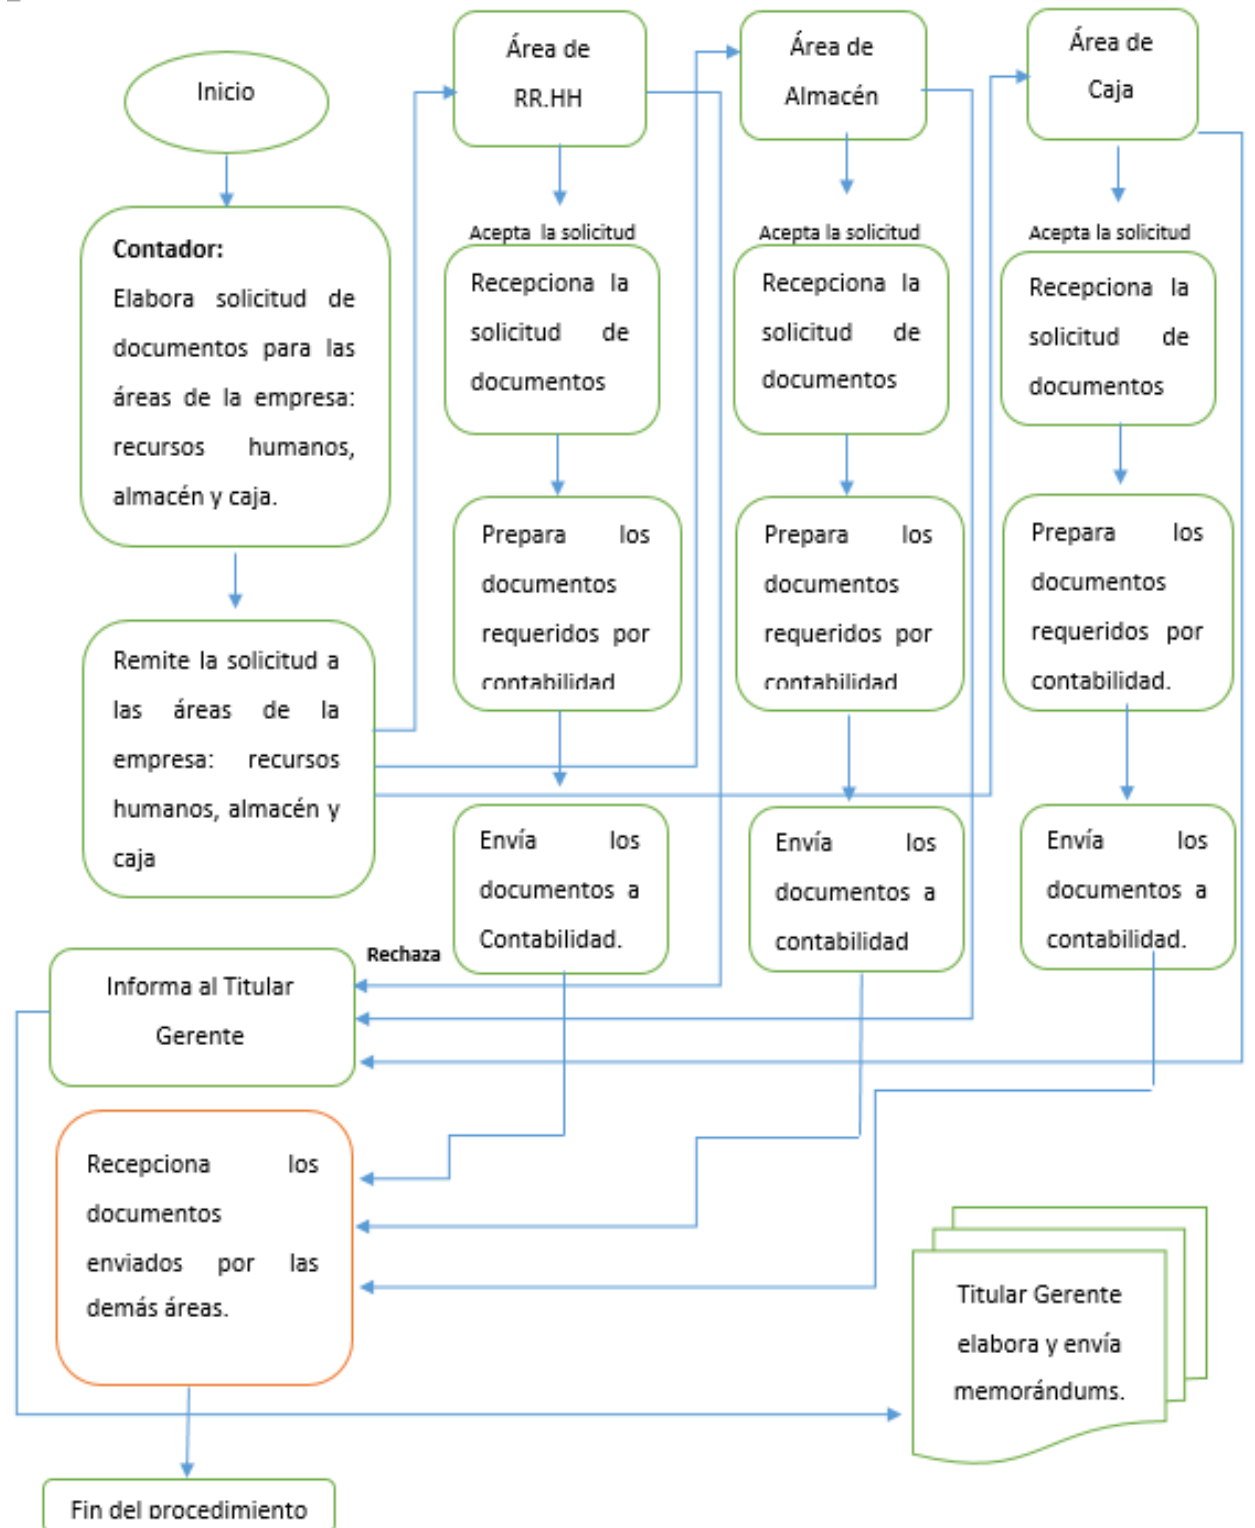 Inicio
Contador:
Elabora solicitud de
documentos para las
áreas de la empresa:
recursos humanos,
almacén y caja.
Remite la solicitud a
las áreas de la
empresa: recursos
humanos, almacén y
caja
Área de
RR.HH
Acepta la solicitud
Recepciona la
solicitud de
documentos
Prepara los
documentos
requeridos por
contabilidad
Envía los
documentos a
Contabilidad.
Área de
Almacén
Acepta la solicitud
Recepciona la
solicitud de
documentos
Prepara los
documentos
requeridos por
contabilidad
Envía los
documentos a
contabilidad
Área de
Caja
Acepta la solicitud
Recepciona la
solicitud de
documentos
Prepara los
documentos
requeridos por
contabilidad.
Envía los
documentos a
contabilidad.
Rechaza
Informa al Titular
Gerente
Recepciona los
documentos
enviados por las
demás áreas.
Titular Gerente
elabora y envía
memorándums.
Fin del procedimiento